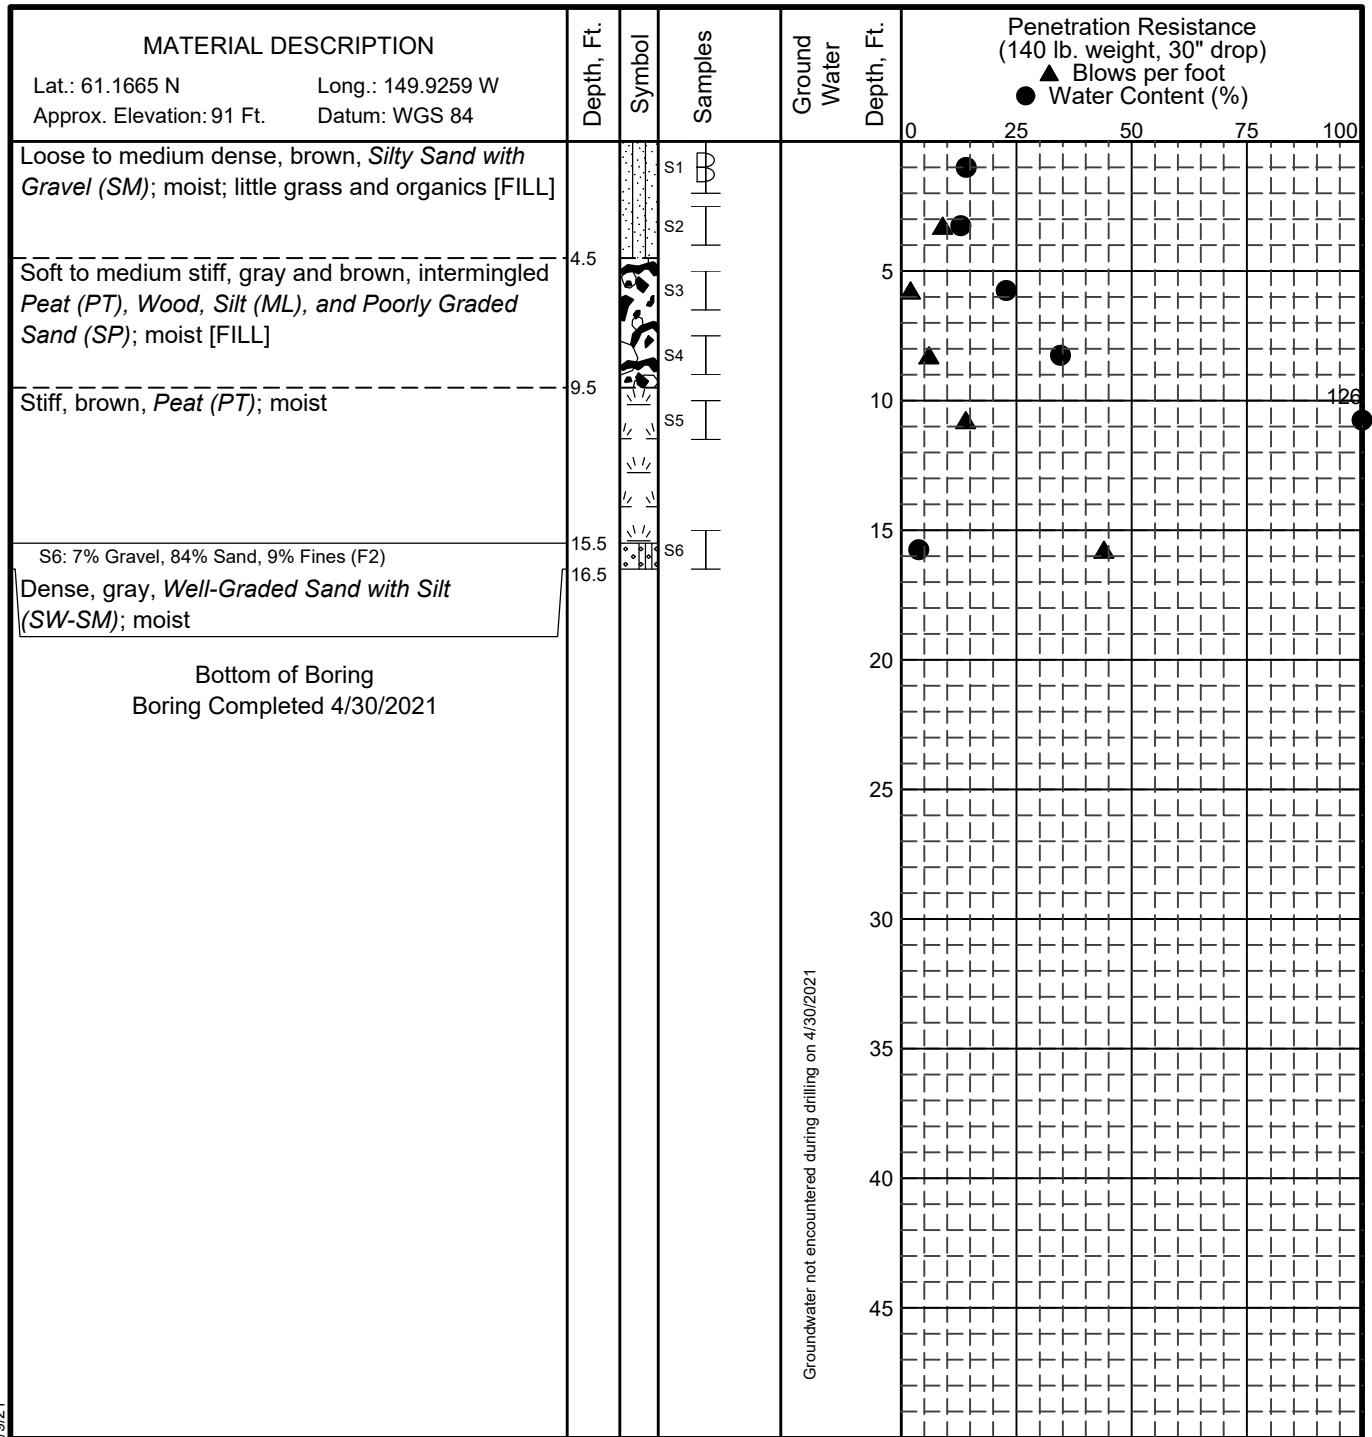 MATERIAL DESCRIPTION
Lat.: 61.1665 N Long.: 149.9259 W
Approx. Elevation: 91 Ft. Datum: WGS 84
Depth, Ft.
Symbol
Samples
Ground
Water
Depth, Ft.
Penetration Resistance
(140 lb. weight, 30" drop)
▲ Blows per foot
● Water Content (%)
0 25 50 75 100
Loose to medium dense, brown, Silty Sand with
Gravel (SM); moist; little grass and organics [FILL]
S1
S2
4.5
Soft to medium stiff, gray and brown, intermingled
Peat (PT), Wood, Silt (ML), and Poorly Graded
Sand (SP); moist [FILL]
S3
S4
9.5
Stiff, brown, Peat (PT); moist
S5
15.5
S6: 7% Gravel, 84% Sand, 9% Fines (F2)
S6
16.5
Dense, gray, Well-Graded Sand with Silt
(SW-SM); moist
Bottom of Boring
Boring Completed 4/30/2021
Groundwater not encountered during drilling on 4/30/2021
5
10
126
15
20
25
30
35
40
45